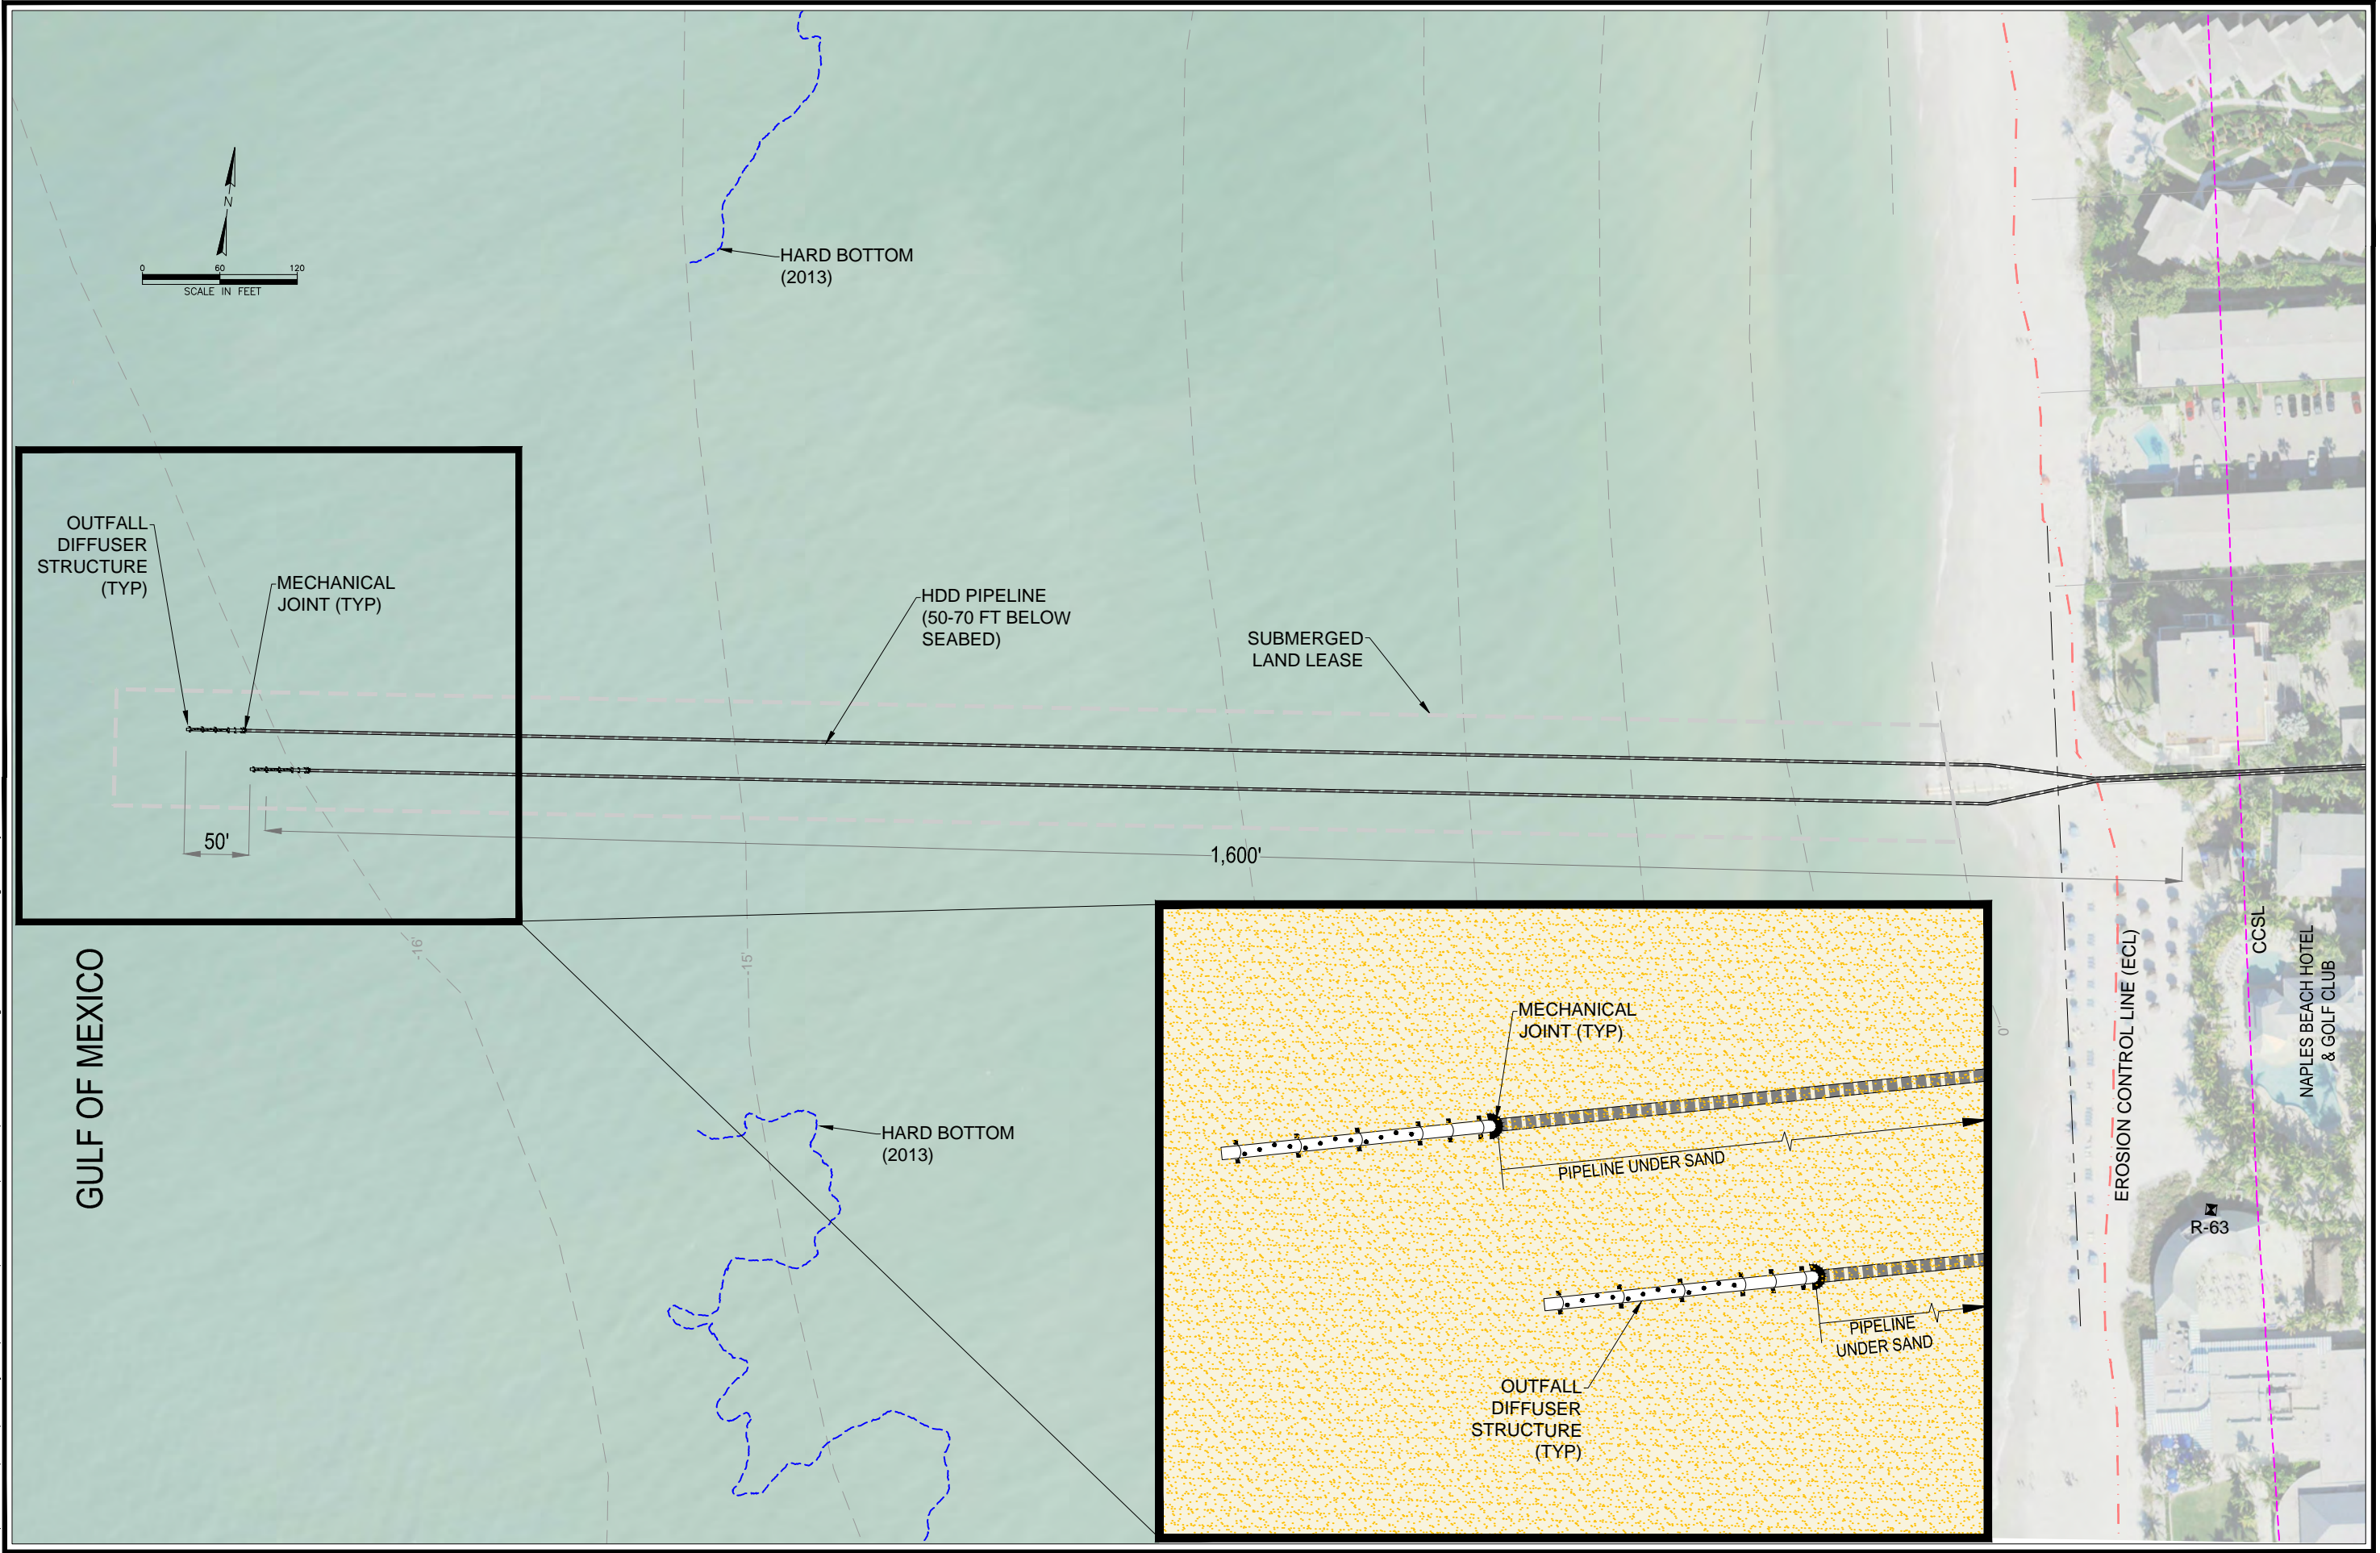 N
0 60 120
SCALE IN FEET
HARD BOTTOM
(2013)
OUTFALL
DIFFUSER
STRUCTURE
(TYP)
MECHANICAL
JOINT (TYP)
HDD PIPELINE
(50-70 FT BELOW
SEABED)
SUBMERGED
LAND LEASE
50'
1,600'
-16'
-15'
0'
GULF OF MEXICO
HARD BOTTOM
(2013)
MECHANICAL
JOINT (TYP)
PIPELINE UNDER SAND
PIPELINE
UNDER SAND
OUTFALL
DIFFUSER
STRUCTURE
(TYP)
EROSION CONTROL LINE (ECL)
CCSL
NAPLES BEACH HOTEL
& GOLF CLUB
R-63